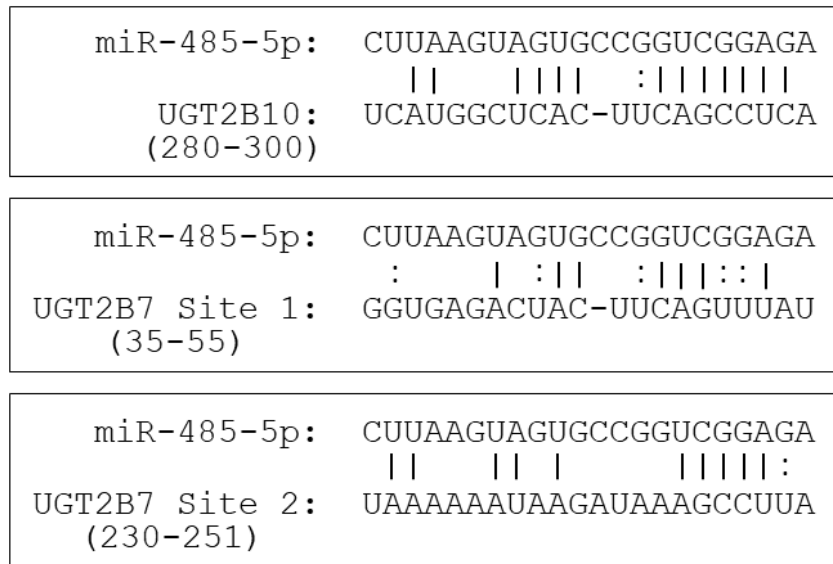 miR-485-5p: CUUAAGUAGUGCCGGUCGGAGA
|| |||| :|||||||
UGT2B10: UCAUGGCUCAC-UUCAGCCUCA
(280-300)
miR-485-5p: CUUAAGUAGUGCCGGUCGGAGA
: | :|| :|||::|
UGT2B7 Site 1: GGUGAGACUAC-UUCAGUUUAU
(35-55)
miR-485-5p: CUUAAGUAGUGCCGGUCGGAGA
|| || | |||||:
UGT2B7 Site 2: UAAAAAAUAAGAUAAAGCCUUA
(230-251)